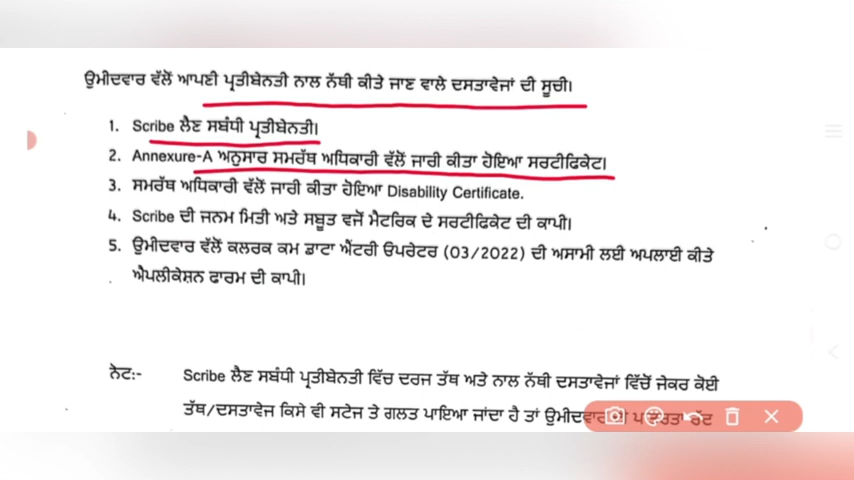 ਉਮੀਦਵਾਰ ਵੱਲੋਂ ਆਪਣੀ ਪ੍ਰਤੀਬੇਨਤੀ ਨਾਲ ਨੱਥੀ ਕੀਤੇ ਜਾਣ ਵਾਲੇ ਦਸਤਾਵੇਜਾਂ ਦੀ ਸੂਚੀ।
1. Scribe ਲੈਣ ਸਬੰਧੀ ਪ੍ਰਤੀਬੇਨਤੀ।
2. Annexure-A ਅਨੁਸਾਰ ਸਮਰੱਥ ਅਧਿਕਾਰੀ ਵੱਲੋਂ ਜਾਰੀ ਕੀਤਾ ਹੋਇਆ ਸਰਟੀਫਿਕੇਟ।
3. ਸਮਰੱਥ ਅਧਿਕਾਰੀ ਵੱਲੋਂ ਜਾਰੀ ਕੀਤਾ ਹੋਇਆ Disability Certificate.
4. Scribe ਦੀ ਜਨਮ ਮਿਤੀ ਅਤੇ ਸਬੂਤ ਵਜੋਂ ਮੈਟਰਿਕ ਦੇ ਸਰਟੀਫਿਕੇਟ ਦੀ ਕਾਪੀ।
5. ਉਮੀਦਵਾਰ ਵੱਲੋਂ ਕਲਰਕ ਕਮ ਡਾਟਾ ਐਂਟਰੀ ਓਪਰੇਟਰ (03/2022) ਦੀ ਅਸਾਮੀ ਲਈ ਅਪਲਾਈ ਕੀਤੇ
ਐਪਲੀਕੇਸ਼ਨ ਫਾਰਮ ਦੀ ਕਾਪੀ।
ਨੋਟ:- Scribe ਲੈਣ ਸਬੰਧੀ ਪ੍ਰਤੀਬੇਨਤੀ ਵਿੱਚ ਦਰਜ ਤੱਥ ਅਤੇ ਨਾਲ ਨੱਥੀ ਦਸਤਾਵੇਜਾਂ ਵਿੱਚੋਂ ਜੇਕਰ ਕੋਈ
ਤੱਥ/ਦਸਤਾਵੇਜ ਕਿਸੇ ਵੀ ਸਟੇਜ ਤੇ ਗਲਤ ਪਾਇਆ ਜਾਂਦਾ ਹੈ ਤਾਂ ਉਮੀਦਵਾਰ